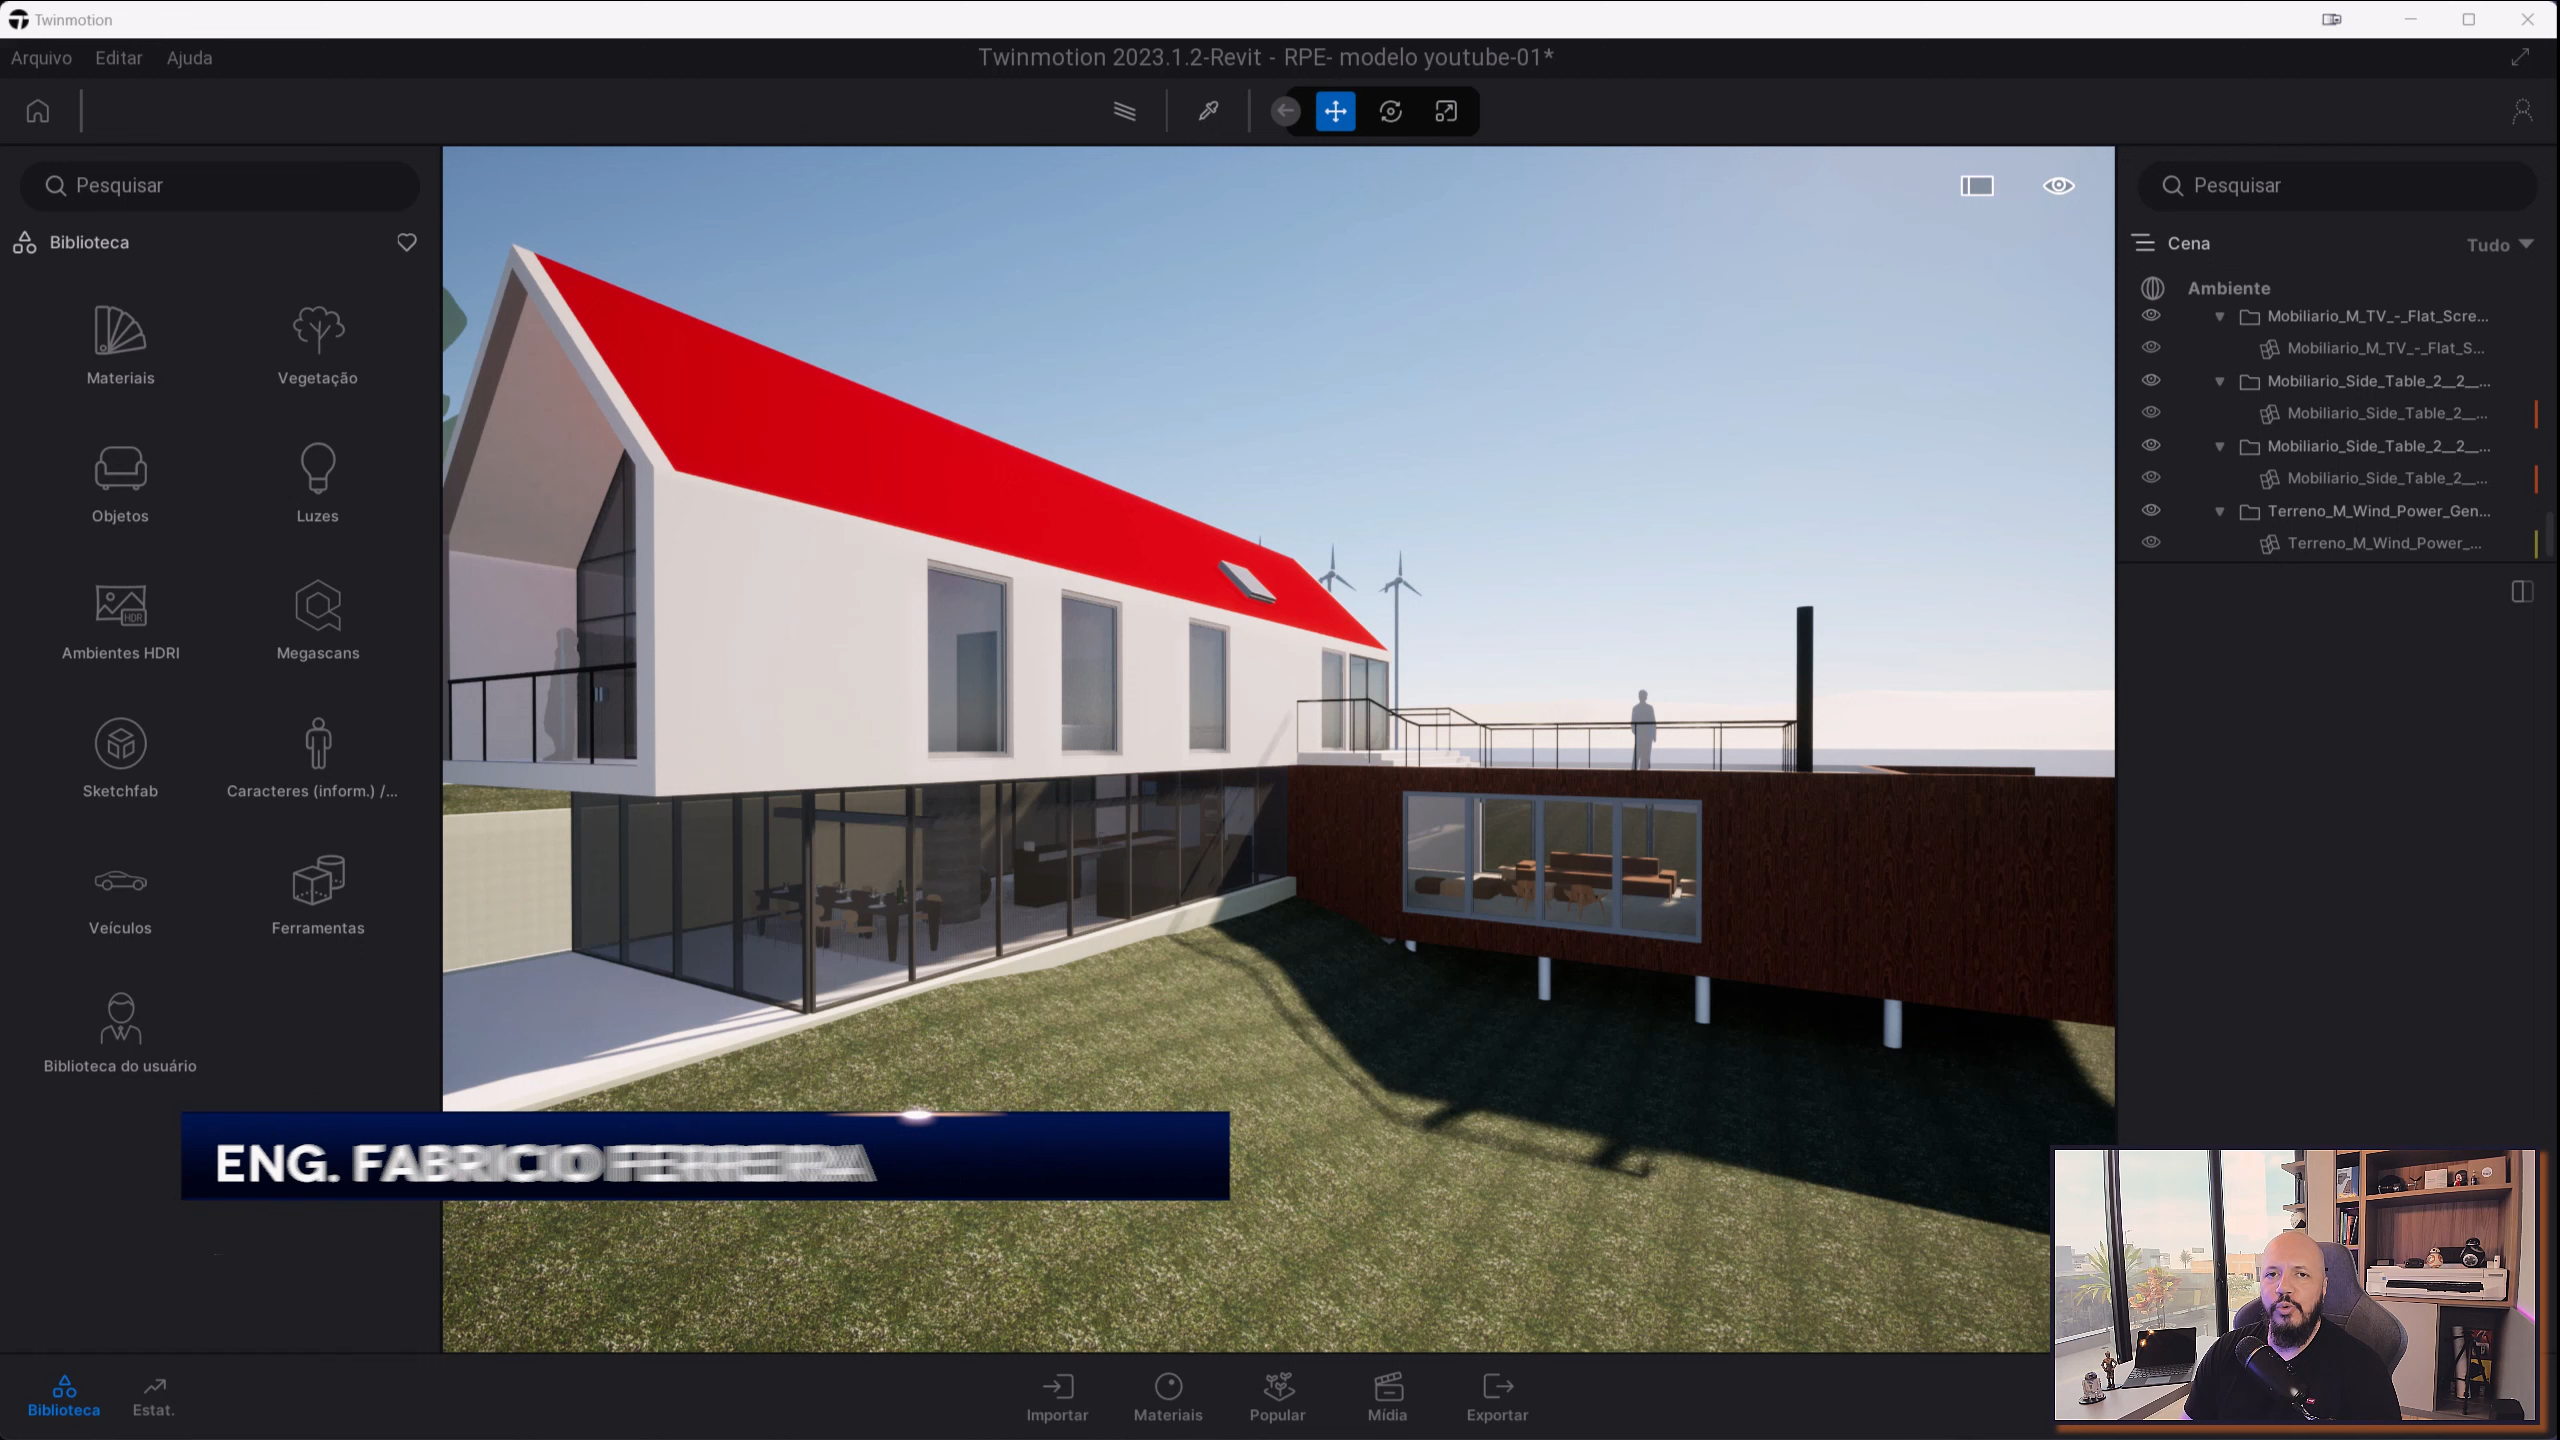 Twinmotion
Arquivo Editar Ajuda
Twinmotion 2023.1.2-Revit - RPE- modelo youtube-01*
Pesquisar
Biblioteca
Materiais
Vegetação
Objetos
Luzes
Ambientes HDRI
HDR
Megascans
Sketchfab
Caracteres (inform.) /...
Veículos
Ferramentas
Biblioteca do usuário
Pesquisar
Cena
Tudo
Ambiente
Mobiliario_M_TV_-_Flat_Scre...
Mobiliario_M_TV_-_Flat_S...
Mobiliario_Side_Table_2__2__...
Mobiliario_Side_Table_2__...
Mobiliario_Side_Table_2__2__...
Mobiliario_Side_Table_2__...
Terreno_M_Wind_Power_Gen...
Terreno_M_Wind_Power_...
ENG. FABRICIO FERREIRA
Biblioteca
Estat.
Importar
Materiais
Popular
Mídia
Exportar